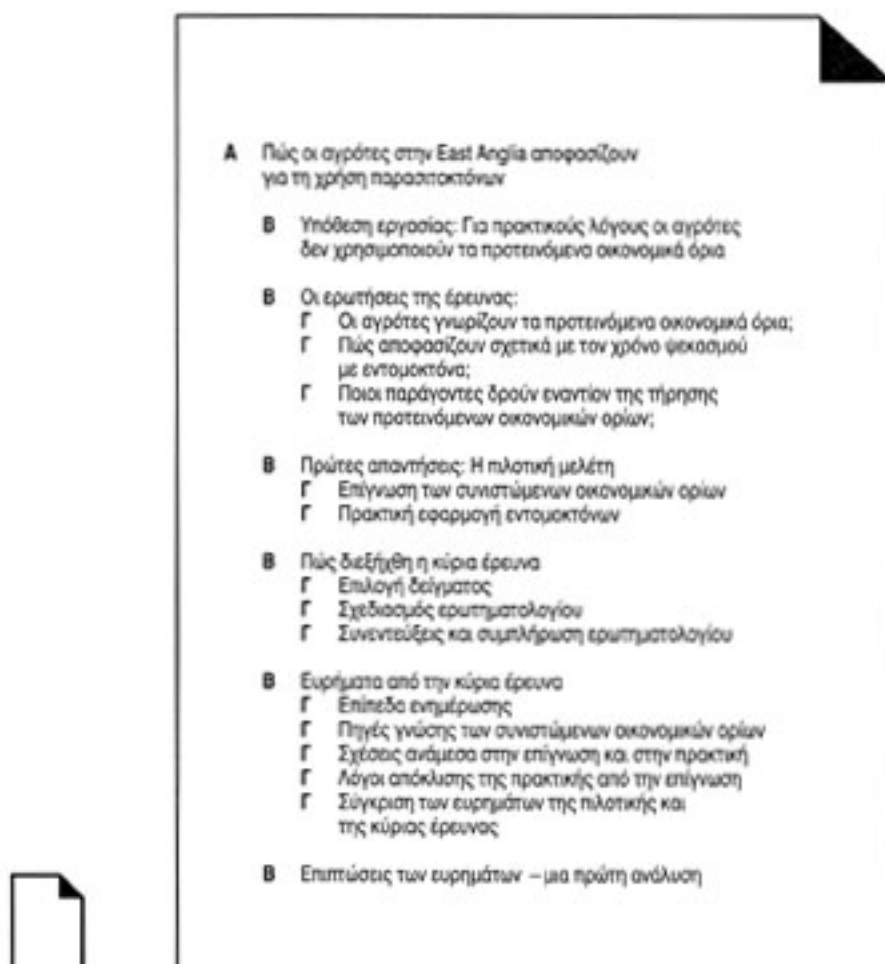 Α Πώς οι αγρότες στην East Anglia αποφασίζουν
για τη χρήση παρασιτοκτόνων
Β Υπόθεση εργασίας: Για πρακτικούς λόγους οι αγρότες
δεν χρησιμοποιούν τα προτεινόμενα οικονομικά όρια
Β Οι ερωτήσεις της έρευνας:
Γ Οι αγρότες γνωρίζουν τα προτεινόμενα οικονομικά όρια;
Γ Πώς αποφασίζουν σχετικά με τον χρόνο ψεκασμού
με εντομοκτόνα;
Γ Ποιοι παράγοντες δρούν εναντίον της τήρησης
των προτεινόμενων οικονομικών ορίων;
Β Πρώτες απαντήσεις: Η πιλοτική μελέτη
Γ Επίγνωση των συνιστώμενων οικονομικών ορίων
Γ Πρακτική εφαρμογή εντομοκτόνων
Β Πώς διεξήχθη η κύρια έρευνα
Γ Επιλογή δείγματος
Γ Σχεδιασμός ερωτηματολογίου
Γ Συνεντεύξεις και συμπλήρωση ερωτηματολογίου
Β Ευρήματα από την κύρια έρευνα
Γ Επίπεδα ενημέρωσης
Γ Πηγές γνώσης των συνιστώμενων οικονομικών ορίων
Γ Σχέσεις ανάμεσα στην επίγνωση και στην πρακτική
Γ Λόγοι απόκλισης της πρακτικής από την επίγνωση
Γ Σύγκριση των ευρημάτων της πιλοτικής και
της κύριας έρευνας
Β Επιπτώσεις των ευρημάτων – μια πρώτη ανάλυση